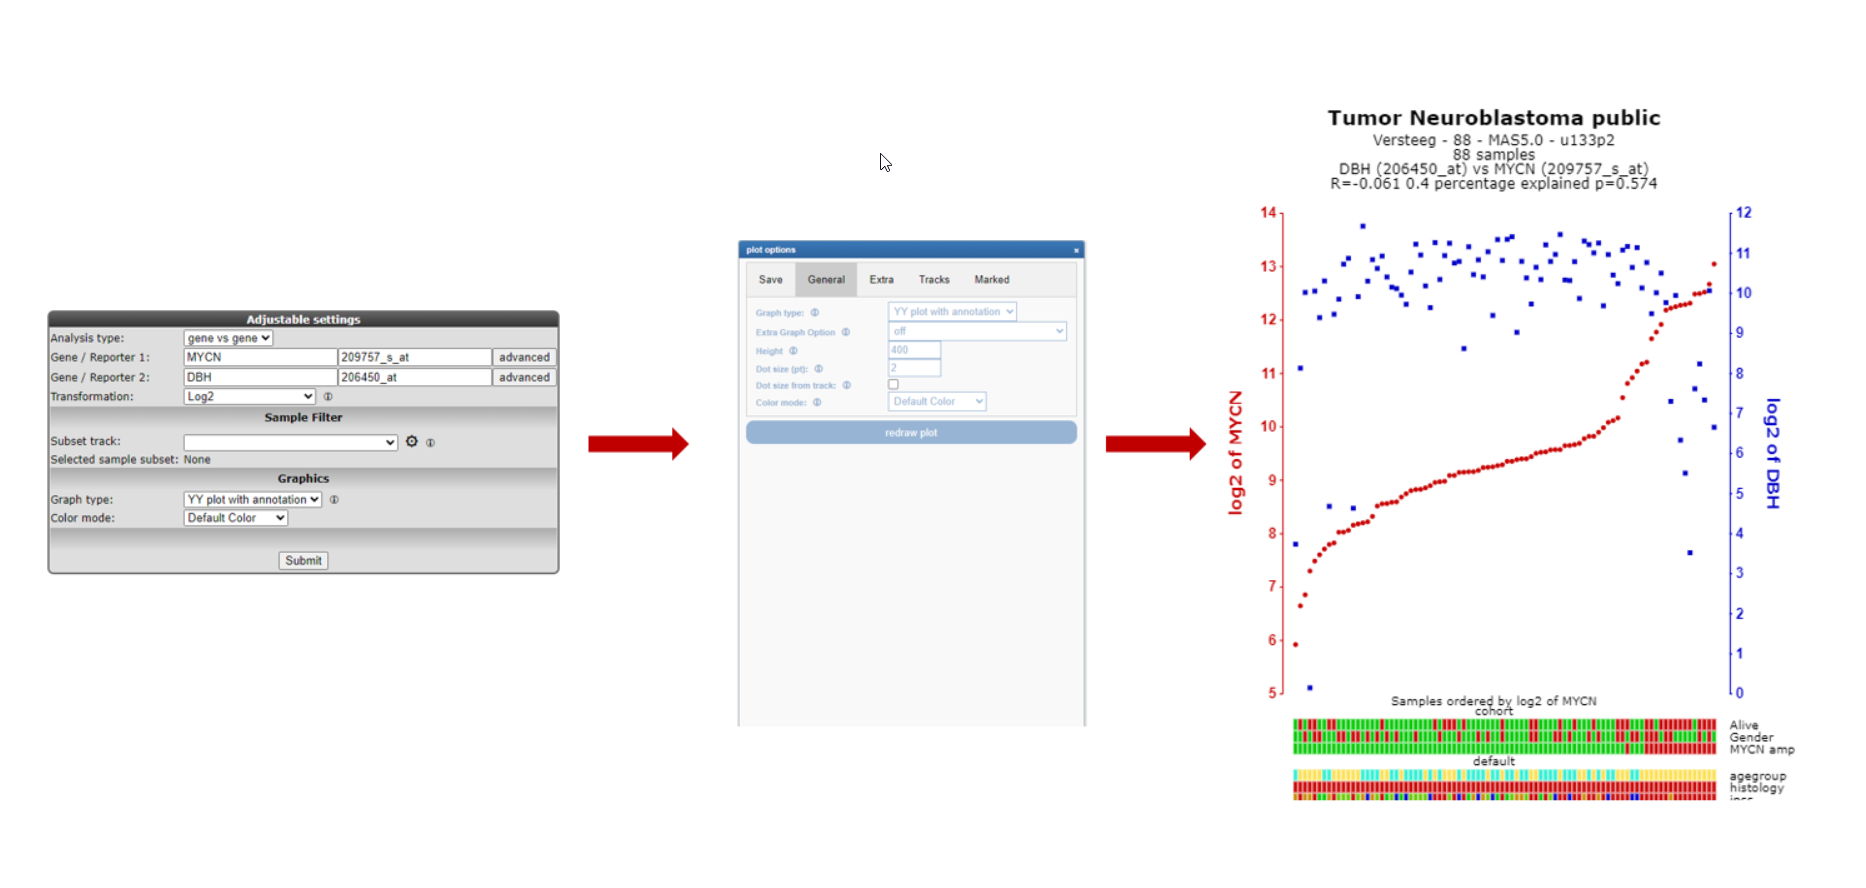 Adjustable settings
Analysis type: gene vs gene
Gene / Reporter 1: MYCN 209757_s_at advanced
Gene / Reporter 2: DBH 206450_at advanced
Transformation: Log2
Sample Filter
Subset track:
Selected sample subset: None
Graphics
Graph type: YY plot with annotation
Color mode: Default Color
Submit
plot options ×
Save General Extra Tracks Marked
Graph type: YY plot with annotation
Extra Graph Option off
Height 400
Dot size (pt): 2
Dot size from track:
Color mode: Default Color
redraw plot
Tumor Neuroblastoma public
Versteeg - 88 - MAS5.0 - u133p2
88 samples
DBH (206450_at) vs MYCN (209757_s_at)
R=-0.061 0.4 percentage explained p=0.574
14
13
12
11
10
9
8
7
6
5
log2 of MYCN
12
11
10
9
8
7
6
5
4
3
2
1
0
log2 of DBH
Samples ordered by log2 of MYCN
cohort
Alive
Gender
MYCN amp
default
agegroup
histology